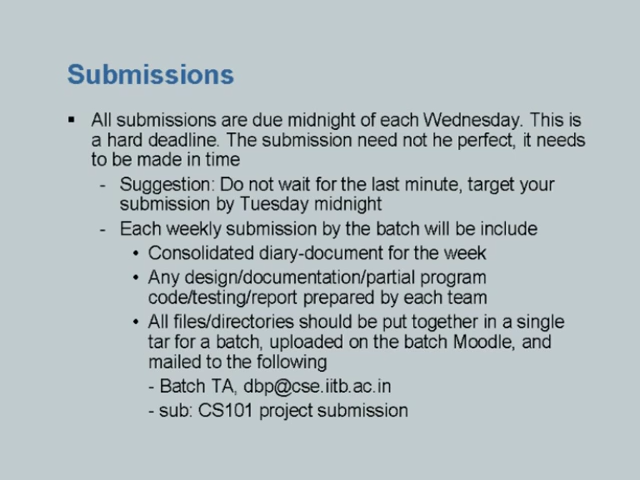 Submissions
▪ All submissions are due midnight of each Wednesday. This is
a hard deadline. The submission need not he perfect, it needs
to be made in time
- Suggestion: Do not wait for the last minute, target your
submission by Tuesday midnight
- Each weekly submission by the batch will be include
• Consolidated diary-document for the week
• Any design/documentation/partial program
code/testing/report prepared by each team
• All files/directories should be put together in a single
tar for a batch, uploaded on the batch Moodle, and
mailed to the following
- Batch TA, dbp@cse.iitb.ac.in
- sub: CS101 project submission